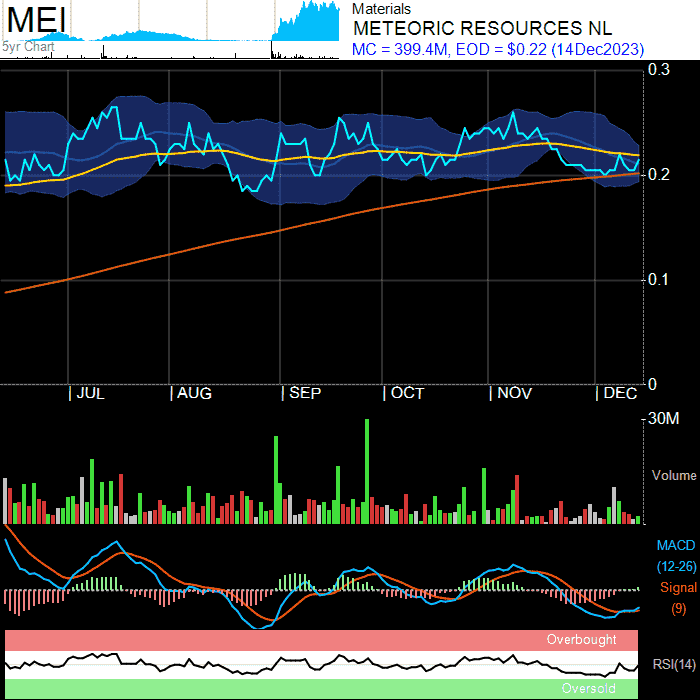 MEI
5yr Chart
Materials
METEORIC RESOURCES NL
MC = 399.4M, EOD = $0.22 (14Dec2023)
0.3
0.2
0.1
0
JUL AUG SEP OCT NOV DEC
30M
Volume
MACD
(12-26)
Signal
(9)
Overbought
RSI(14)
Oversold